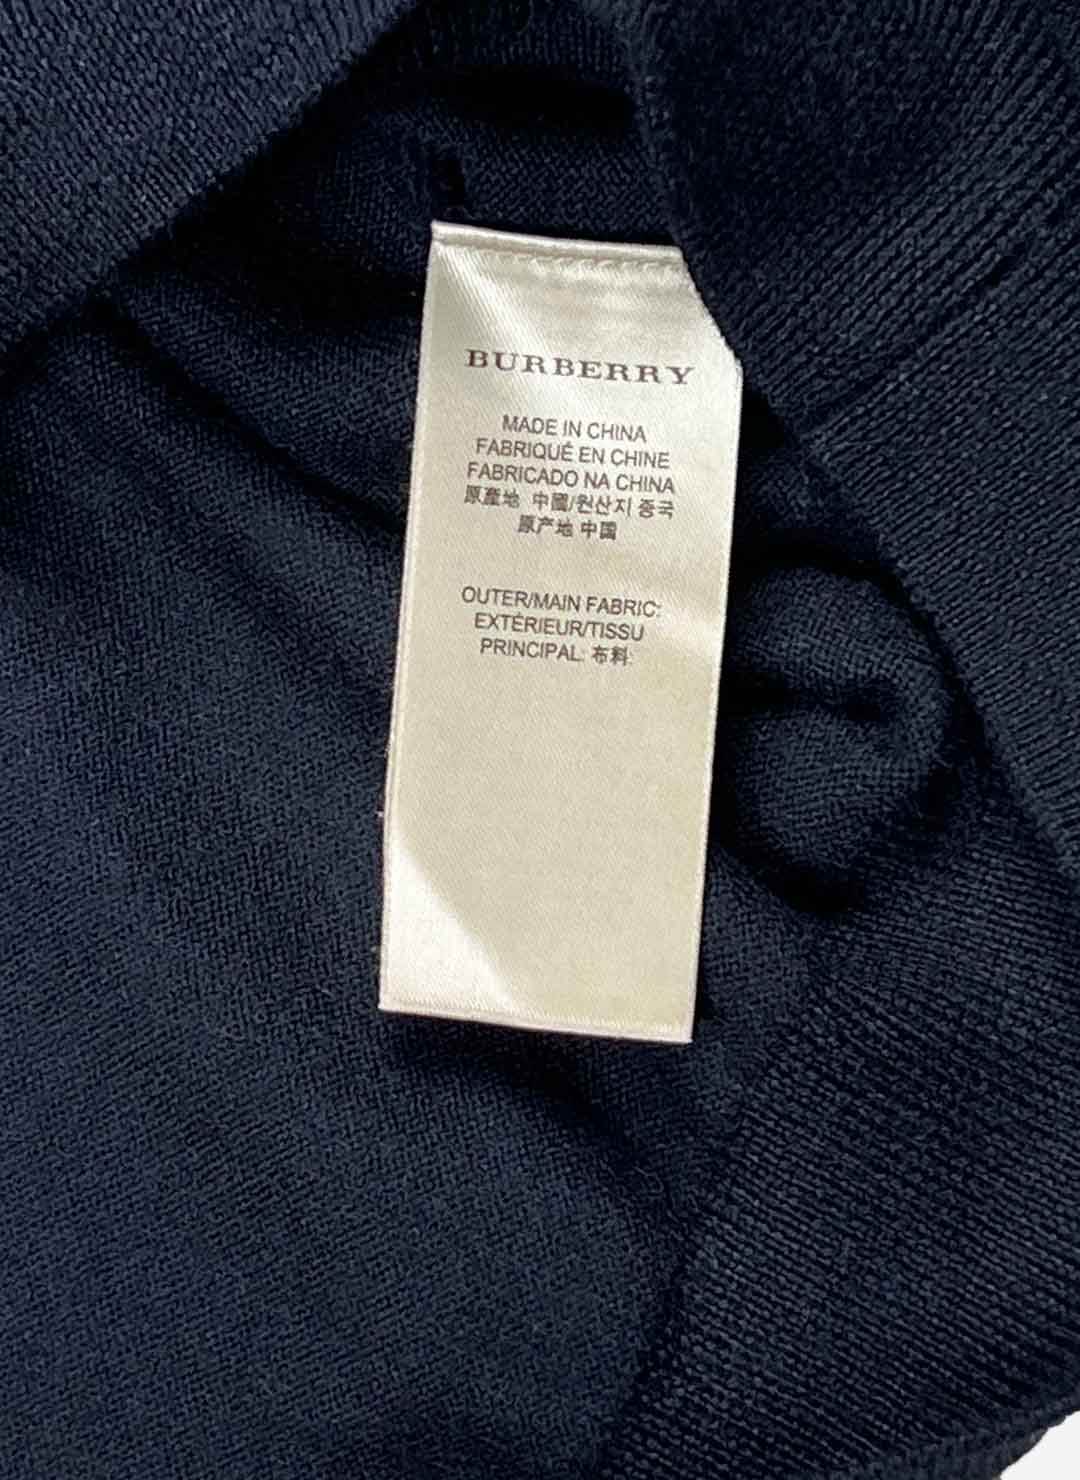 BURBERRY
MADE IN CHINA
FABRIQUÉ EN CHINE
FABRICADO NA CHINA
原產地 中國/원산지 중국
原产地 中国
OUTER/MAIN FABRIC:
EXTÉRIEUR/TISSU
PRINCIPAL: 布料: